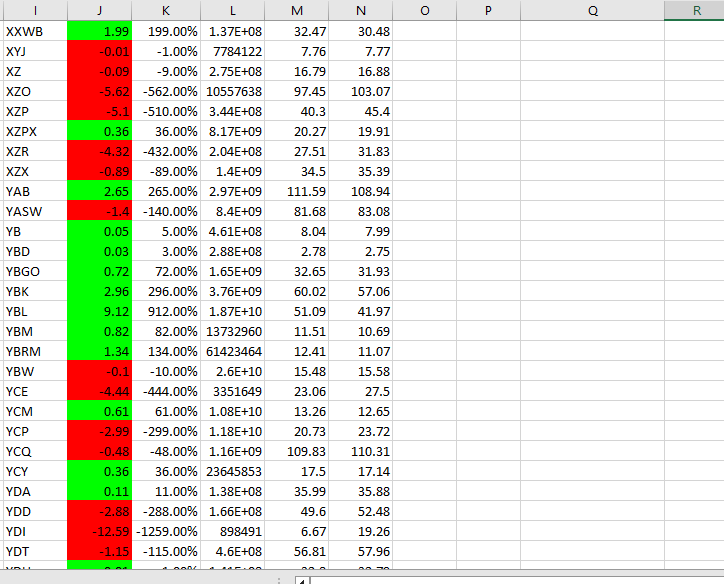 I J K L M N O P Q R
XXWB 1.99 199.00% 1.37E+08 32.47 30.48
XYJ -0.01 -1.00% 7784122 7.76 7.77
XZ -0.09 -9.00% 2.75E+08 16.79 16.88
XZO -5.62 -562.00% 10557638 97.45 103.07
XZP -5.1 -510.00% 3.44E+08 40.3 45.4
XZPX 0.36 36.00% 8.17E+09 20.27 19.91
XZR -4.32 -432.00% 2.04E+08 27.51 31.83
XZX -0.89 -89.00% 1.4E+09 34.5 35.39
YAB 2.65 265.00% 2.97E+09 111.59 108.94
YASW -1.4 -140.00% 8.4E+09 81.68 83.08
YB 0.05 5.00% 4.61E+08 8.04 7.99
YBD 0.03 3.00% 2.88E+08 2.78 2.75
YBGO 0.72 72.00% 1.65E+09 32.65 31.93
YBK 2.96 296.00% 3.76E+09 60.02 57.06
YBL 9.12 912.00% 1.87E+10 51.09 41.97
YBM 0.82 82.00% 13732960 11.51 10.69
YBRM 1.34 134.00% 61423464 12.41 11.07
YBW -0.1 -10.00% 2.6E+10 15.48 15.58
YCE -4.44 -444.00% 3351649 23.06 27.5
YCM 0.61 61.00% 1.08E+10 13.26 12.65
YCP -2.99 -299.00% 1.18E+10 20.73 23.72
YCQ -0.48 -48.00% 1.16E+09 109.83 110.31
YCY 0.36 36.00% 23645853 17.5 17.14
YDA 0.11 11.00% 1.38E+08 35.99 35.88
YDD -2.88 -288.00% 1.66E+08 49.6 52.48
YDI -12.59 -1259.00% 898491 6.67 19.26
YDT -1.15 -115.00% 4.6E+08 56.81 57.96